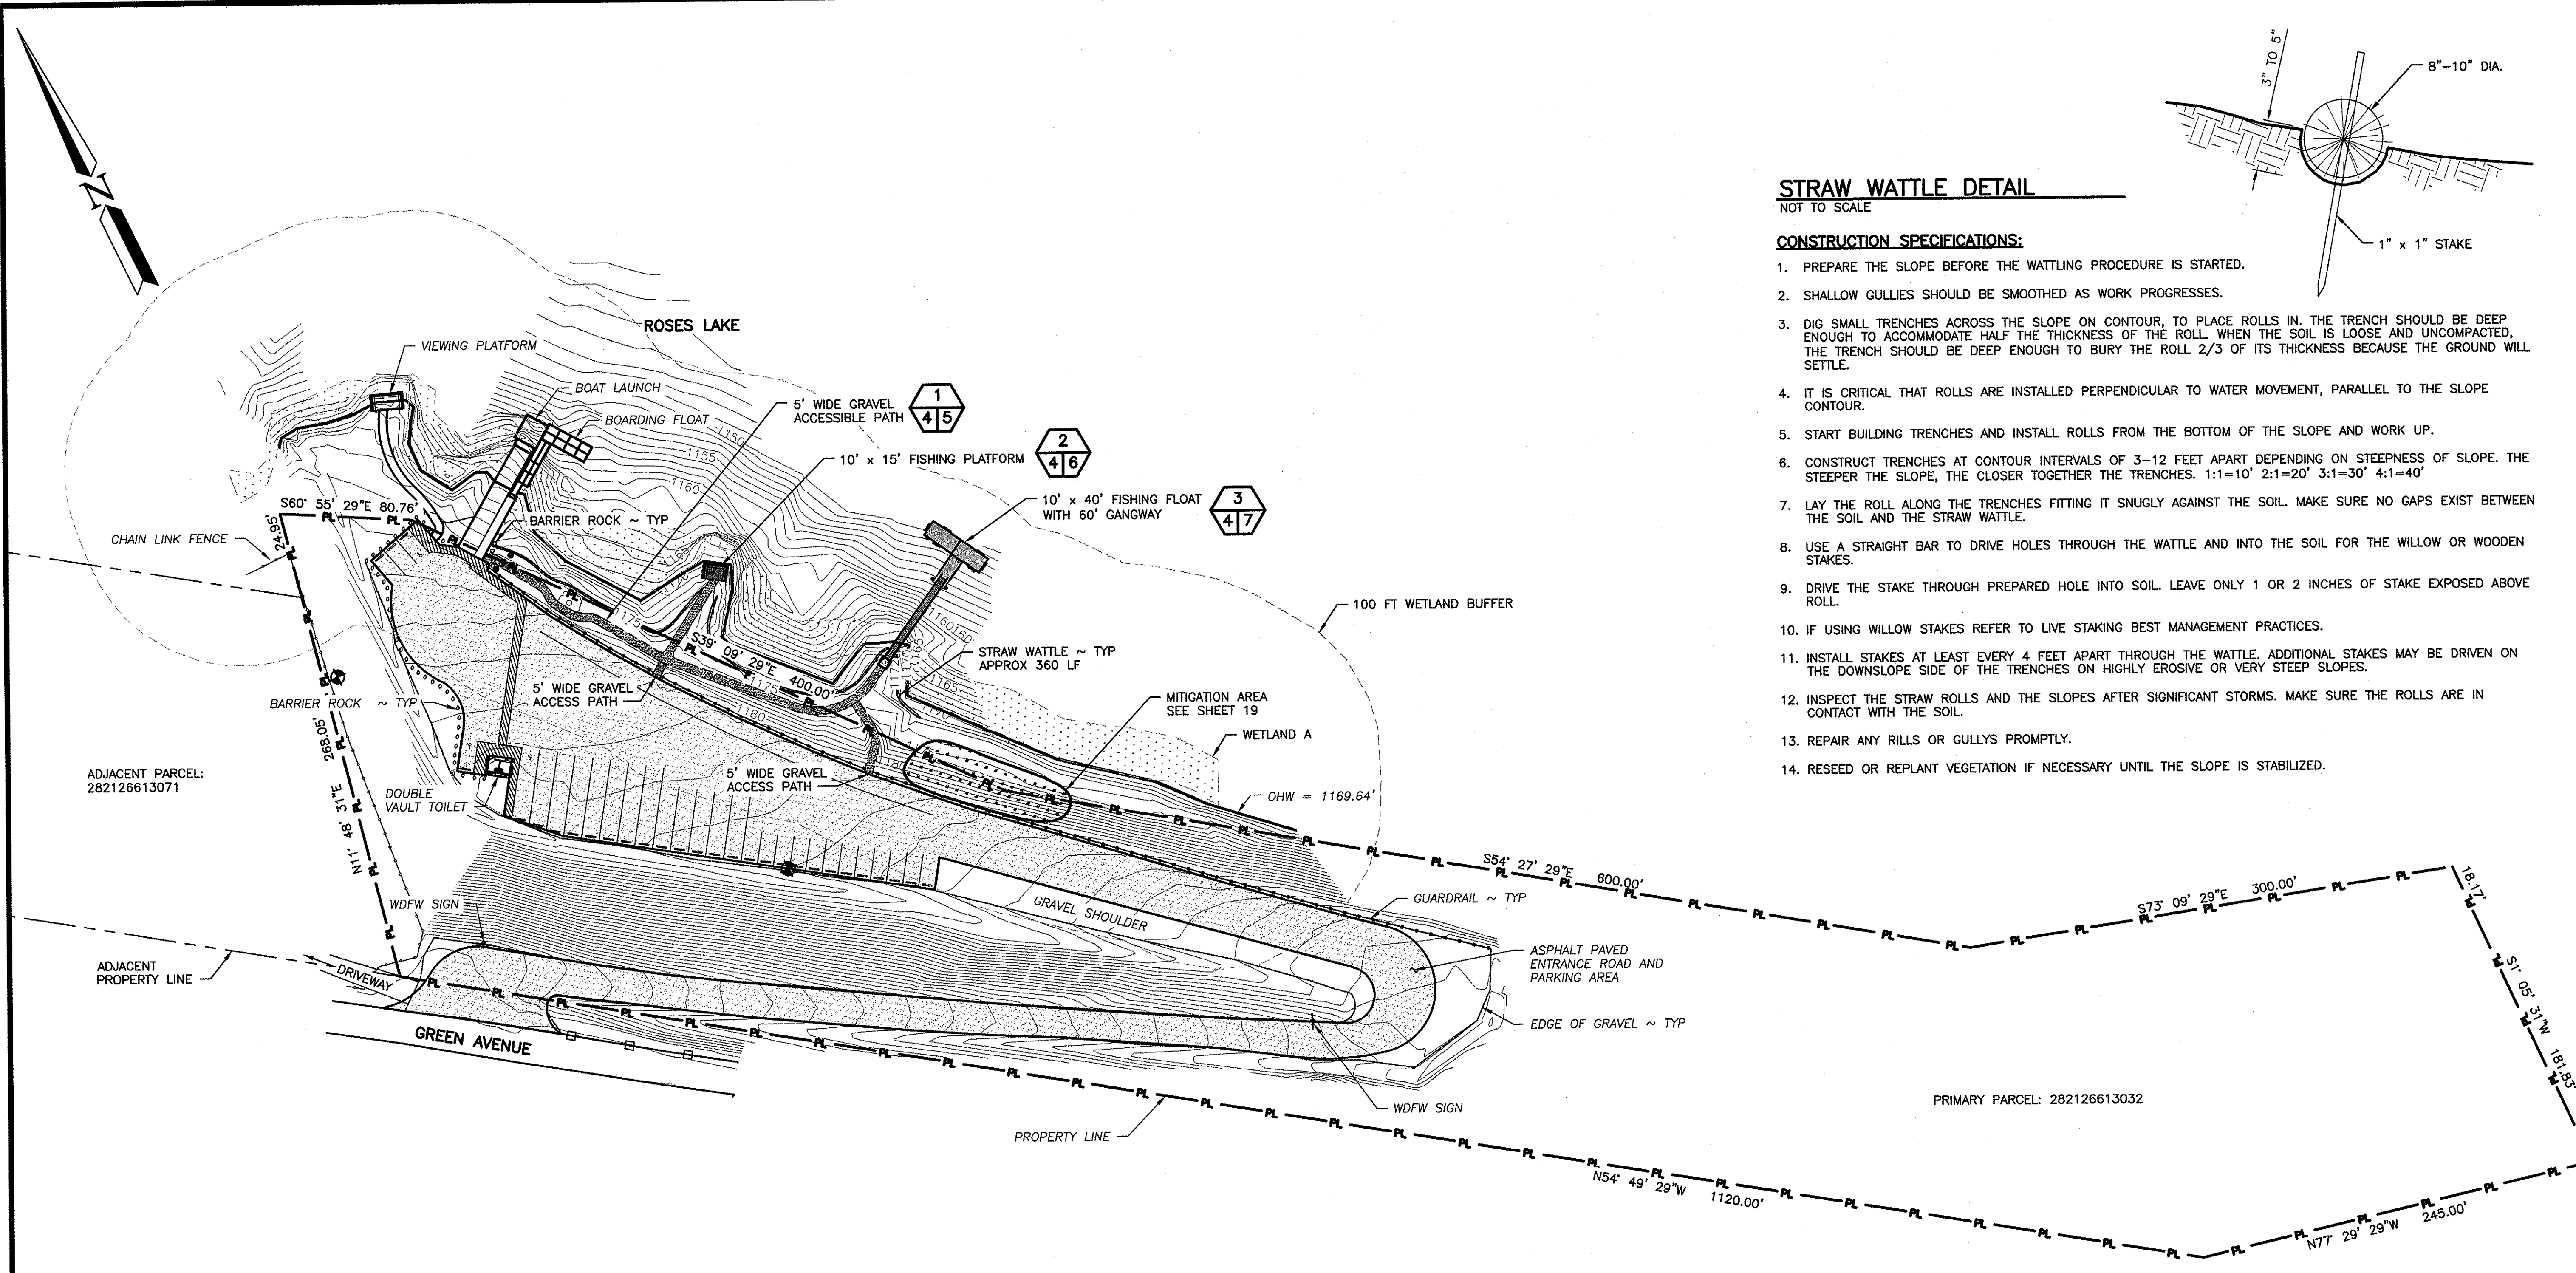 N
ROSES LAKE
VIEWING PLATFORM
BOAT LAUNCH
BOARDING FLOAT
5' WIDE GRAVEL
ACCESSIBLE PATH
1
4 5
10' x 15' FISHING PLATFORM
2
4 6
10' x 40' FISHING FLOAT
WITH 60' GANGWAY
3
4 7
1150
1155
1160
S60° 55' 29"E 80.76'
24.95'
CHAIN LINK FENCE
BARRIER ROCK ~ TYP
100 FT WETLAND BUFFER
1175
S39° 09' 29"E 400.00'
1175
1160
1160
1165
1165
1170
STRAW WATTLE ~ TYP
APPROX 360 LF
5' WIDE GRAVEL
ACCESS PATH
BARRIER ROCK ~ TYP
1180
MITIGATION AREA
SEE SHEET 19
WETLAND A
N11° 48' 31"E 268.05'
ADJACENT PARCEL:
282126613071
DOUBLE
VAULT TOILET
5' WIDE GRAVEL
ACCESS PATH
1180
OHW = 1169.64'
S54° 27' 29"E 600.00'
S73° 09' 29"E 300.00'
18.17'
S1° 05' 31"W 181.83'
WDFW SIGN
GRAVEL SHOULDER
GUARDRAIL ~ TYP
ASPHALT PAVED
ENTRANCE ROAD AND
PARKING AREA
ADJACENT
PROPERTY LINE
DRIVEWAY
EDGE OF GRAVEL ~ TYP
GREEN AVENUE
WDFW SIGN
PROPERTY LINE
PRIMARY PARCEL: 282126613032
N54° 49' 29"W 1120.00'
N77° 29' 29"W 245.00'
PL
3" TO 5"
8"-10" DIA.
1" x 1" STAKE
STRAW WATTLE DETAIL
NOT TO SCALE
CONSTRUCTION SPECIFICATIONS:
1. PREPARE THE SLOPE BEFORE THE WATTLING PROCEDURE IS STARTED.
2. SHALLOW GULLIES SHOULD BE SMOOTHED AS WORK PROGRESSES.
3. DIG SMALL TRENCHES ACROSS THE SLOPE ON CONTOUR, TO PLACE ROLLS IN. THE TRENCH SHOULD BE DEEP
ENOUGH TO ACCOMMODATE HALF THE THICKNESS OF THE ROLL. WHEN THE SOIL IS LOOSE AND UNCOMPACTED,
THE TRENCH SHOULD BE DEEP ENOUGH TO BURY THE ROLL 2/3 OF ITS THICKNESS BECAUSE THE GROUND WILL
SETTLE.
4. IT IS CRITICAL THAT ROLLS ARE INSTALLED PERPENDICULAR TO WATER MOVEMENT, PARALLEL TO THE SLOPE
CONTOUR.
5. START BUILDING TRENCHES AND INSTALL ROLLS FROM THE BOTTOM OF THE SLOPE AND WORK UP.
6. CONSTRUCT TRENCHES AT CONTOUR INTERVALS OF 3-12 FEET APART DEPENDING ON STEEPNESS OF SLOPE. THE
STEEPER THE SLOPE, THE CLOSER TOGETHER THE TRENCHES. 1:1=10' 2:1=20' 3:1=30' 4:1=40'
7. LAY THE ROLL ALONG THE TRENCHES FITTING IT SNUGLY AGAINST THE SOIL. MAKE SURE NO GAPS EXIST BETWEEN
THE SOIL AND THE STRAW WATTLE.
8. USE A STRAIGHT BAR TO DRIVE HOLES THROUGH THE WATTLE AND INTO THE SOIL FOR THE WILLOW OR WOODEN
STAKES.
9. DRIVE THE STAKE THROUGH PREPARED HOLE INTO SOIL. LEAVE ONLY 1 OR 2 INCHES OF STAKE EXPOSED ABOVE
ROLL.
10. IF USING WILLOW STAKES REFER TO LIVE STAKING BEST MANAGEMENT PRACTICES.
11. INSTALL STAKES AT LEAST EVERY 4 FEET APART THROUGH THE WATTLE. ADDITIONAL STAKES MAY BE DRIVEN ON
THE DOWNSLOPE SIDE OF THE TRENCHES ON HIGHLY EROSIVE OR VERY STEEP SLOPES.
12. INSPECT THE STRAW ROLLS AND THE SLOPES AFTER SIGNIFICANT STORMS. MAKE SURE THE ROLLS ARE IN
CONTACT WITH THE SOIL.
13. REPAIR ANY RILLS OR GULLYS PROMPTLY.
14. RESEED OR REPLANT VEGETATION IF NECESSARY UNTIL THE SLOPE IS STABILIZED.